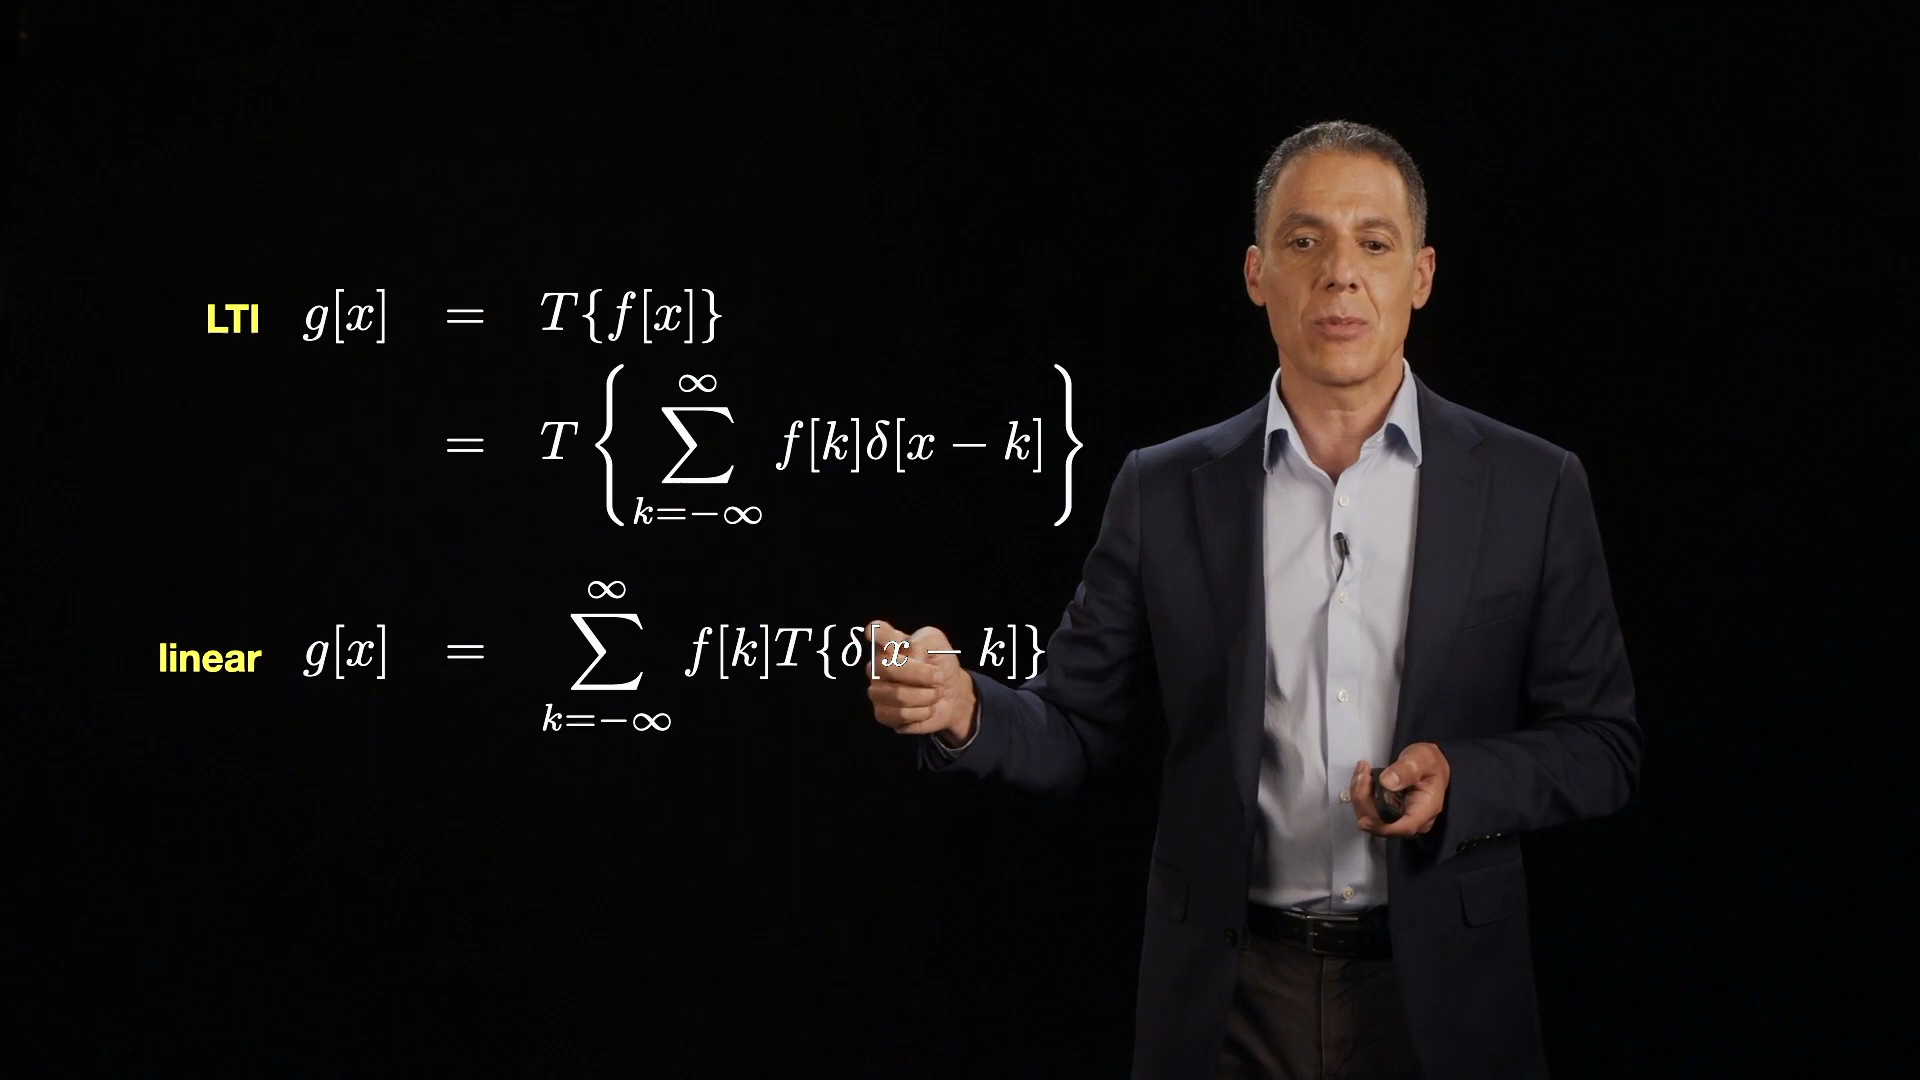 LTI g[x] = T{f[x]}
= T{∑_{k=-∞}^{∞} f[k]δ[x − k]}
linear g[x] = ∑_{k=-∞}^{∞} f[k]T{δ[x − k]}